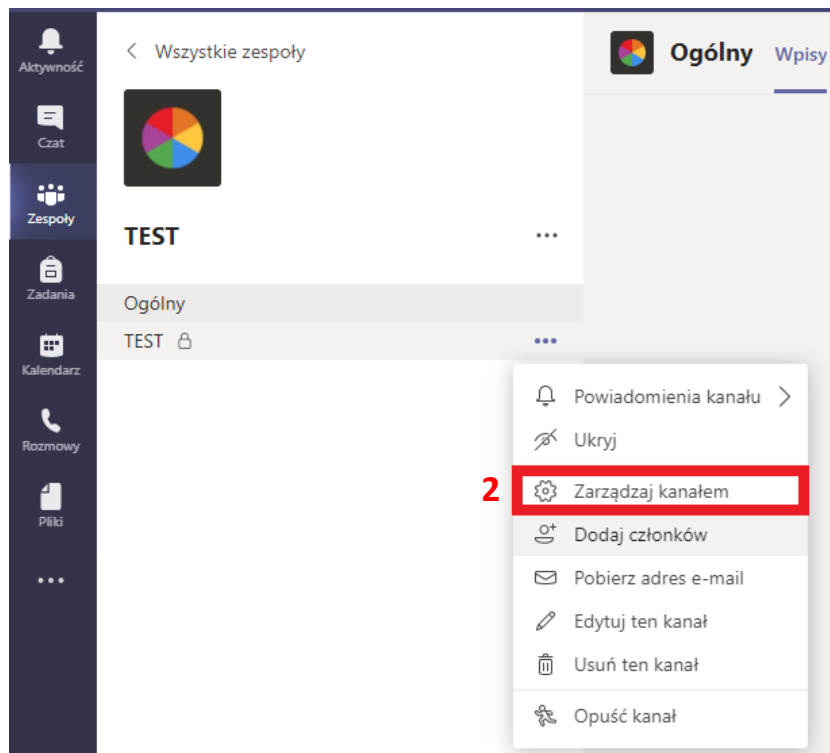 Aktywność
Czat
Zespoły
Zadania
Kalendarz
Rozmowy
Pliki
Wszystkie zespoły
TEST
Ogólny
TEST
Ogólny Wpisy
Powiadomienia kanału
Ukryj
2 Zarządzaj kanałem
Dodaj członków
Pobierz adres e-mail
Edytuj ten kanał
Usuń ten kanał
Opuść kanał